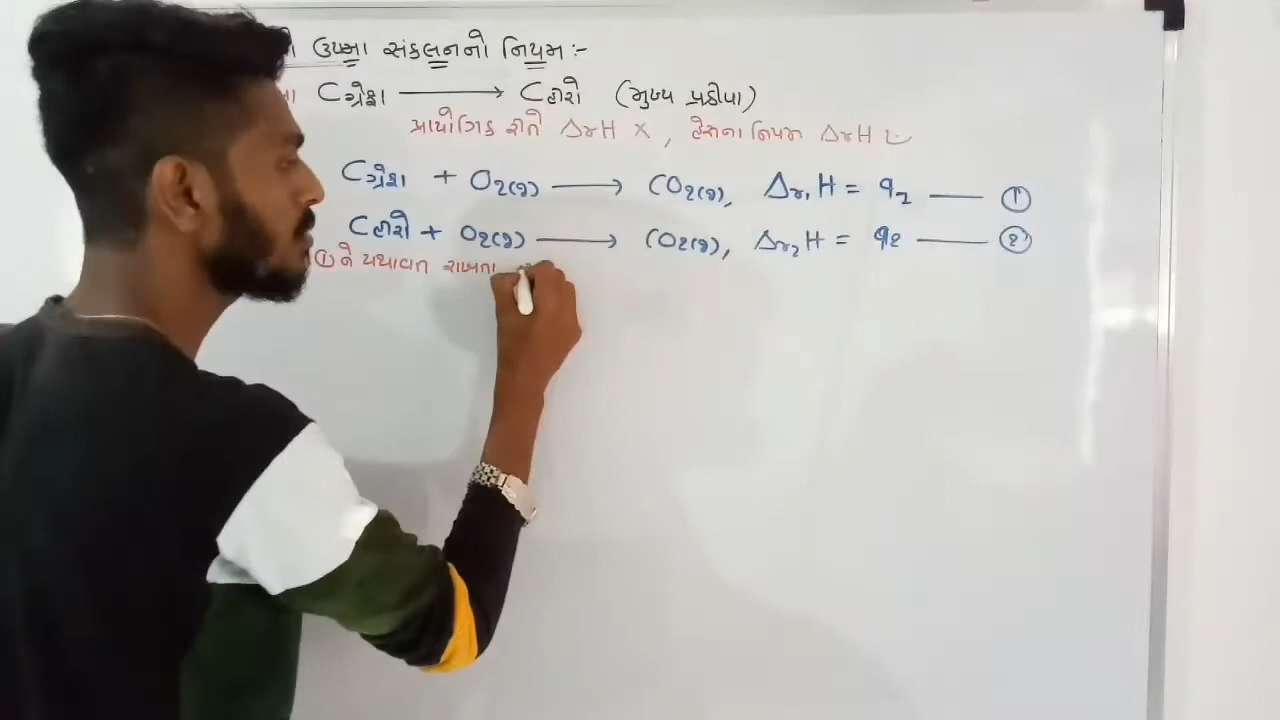 ઉષ્મા સંકલનનો નિયમ :-
Cગ્રેફા ⟶ Cહીરો (મુખ્ય પ્રક્રીયા)
પ્રાયોગિક રીતે ΔrH X, હેસના નિયમ ΔrH
Cગ્રેફા + O₂(g) ⟶ CO₂(g), Δr₁H = q₁ — ①
Cહીરો + O₂(g) ⟶ CO₂(g), Δr₂H = q₂ — ②
①ને યથાવત રાખતા